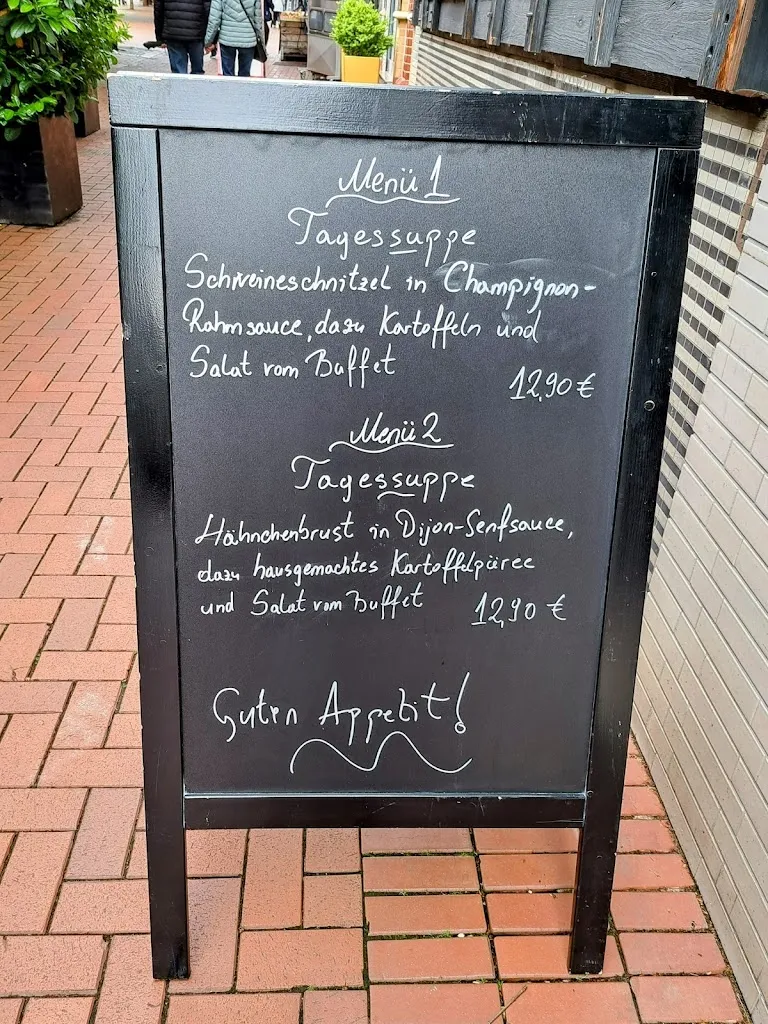 Menü 1
Tagessuppe
Schweineschnitzel in Champignon-
Rahmsauce, dazu Kartoffeln und
Salat vom Buffet
12,90 €
Menü 2
Tagessuppe
Hähnchenbrust in Dijon-Senfsauce,
dazu hausgemachtes Kartoffelpüree
und Salat vom Buffet 12,90 €
Guten Appetit!